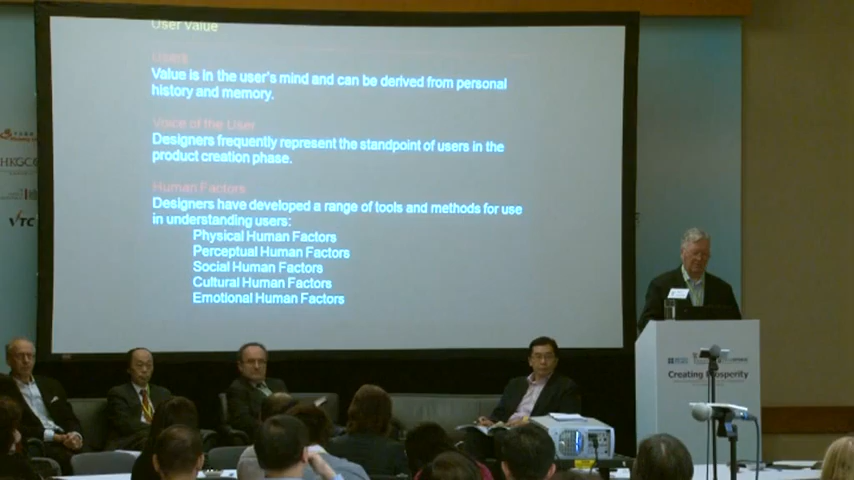 User Value
Users
Value is in the user's mind and can be derived from personal
history and memory.
Voice of the User
Designers frequently represent the standpoint of users in the
product creation phase.
Human Factors
Designers have developed a range of tools and methods for use
in understanding users:
Physical Human Factors
Perceptual Human Factors
Social Human Factors
Cultural Human Factors
Emotional Human Factors
HKGC
VTC
Creating Prosperity